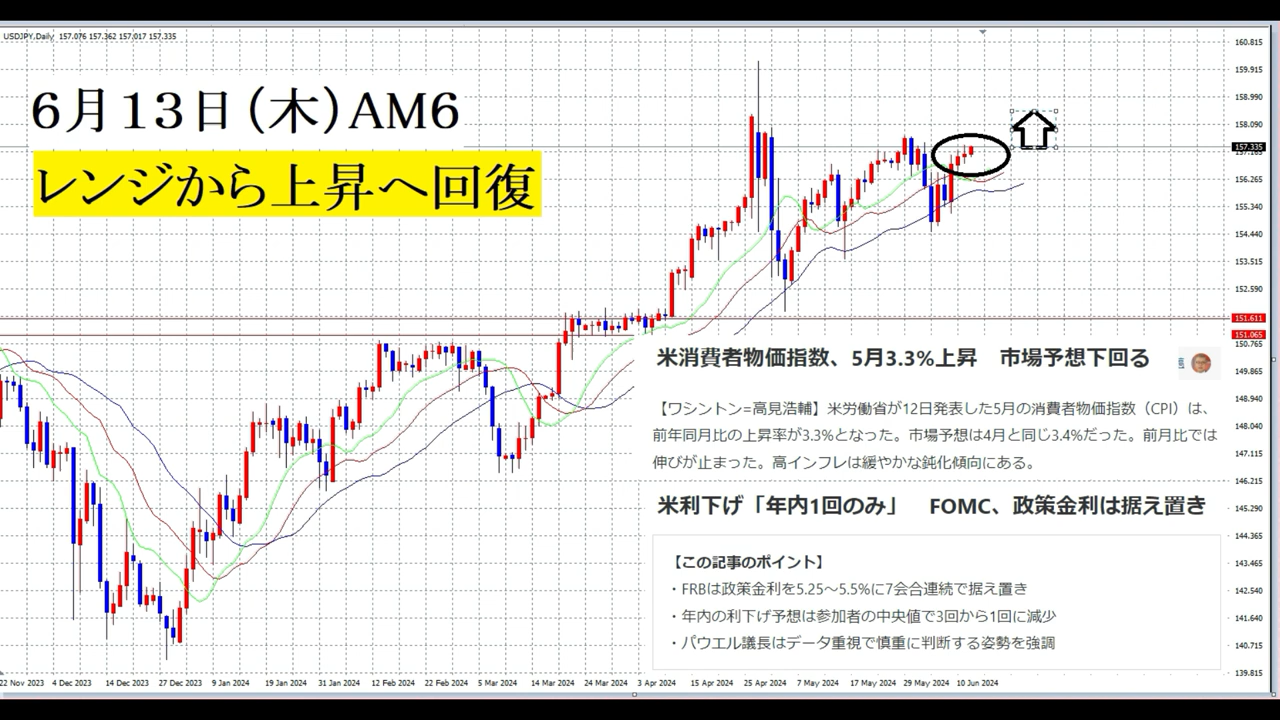 USDJPY,Daily 157.076 157.362 157.017 157.335
6月13日(木)AM6
レンジから上昇へ回復
160.815
159.915
158.990
158.090
157.335
156.265
155.340
154.440
153.515
152.590
151.611
151.065
150.765
149.865
148.940
148.040
147.115
146.215
145.290
144.365
143.465
142.540
141.640
140.715
139.815
米消費者物価指数、5月3.3%上昇　市場予想下回る
【ワシントン=高見浩輔】米労働省が12日発表した5月の消費者物価指数(CPI)は、
前年同月比の上昇率が3.3%となった。市場予想は4月と同じ3.4%だった。前月比では
伸びが止まった。高インフレは緩やかな鈍化傾向にある。
米利下げ「年内1回のみ」　FOMC、政策金利は据え置き
【この記事のポイント】
・FRBは政策金利を5.25〜5.5%に7会合連続で据え置き
・年内の利下げ予想は参加者の中央値で3回から1回に減少
・パウエル議長はデータ重視で慎重に判断する姿勢を強調
22 Nov 2023 4 Dec 2023 14 Dec 2023 27 Dec 2023 9 Jan 2024 19 Jan 2024 31 Jan 2024 12 Feb 2024 22 Feb 2024 5 Mar 2024 14 Mar 2024 24 Mar 2024 3 Apr 2024 15 Apr 2024 25 Apr 2024 7 May 2024 17 May 2024 29 May 2024 10 Jun 2024